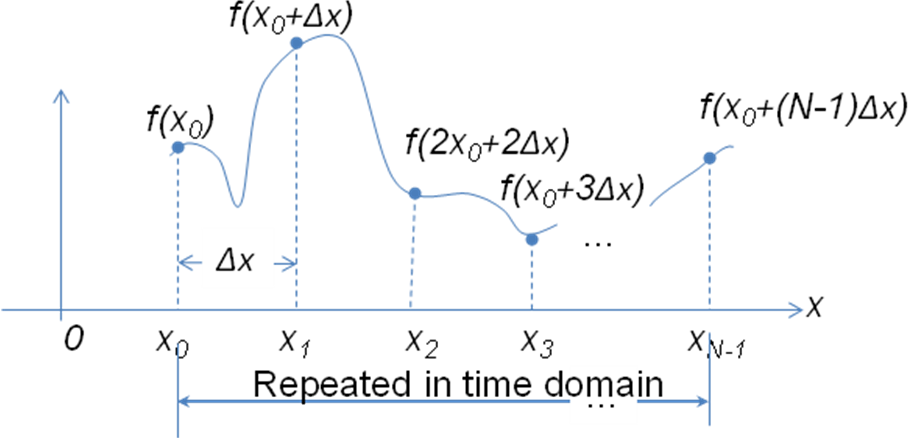 f(x₀+Δx)
f(x₀)
f(x₀+(N-1)Δx)
f(2x₀+2Δx)
f(x₀+3Δx)
...
Δx
x
0 x₀ x₁ x₂ x₃ x_N-1
Repeated in time domain
...